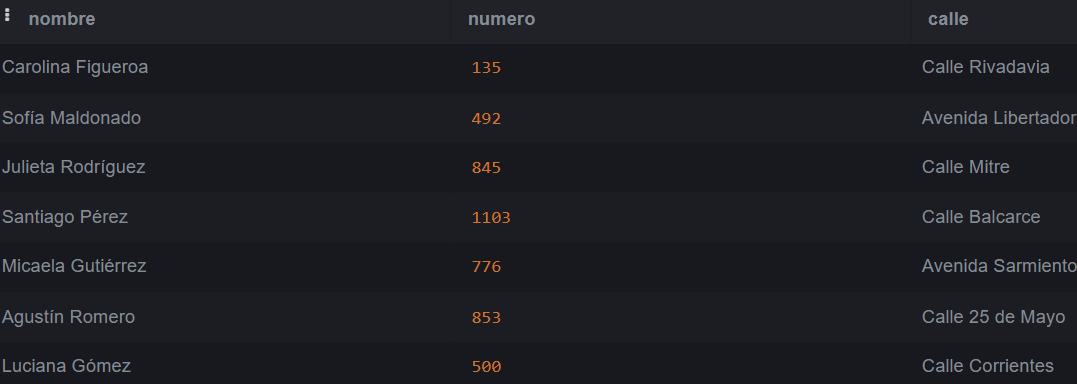 nombre numero calle
Carolina Figueroa 135 Calle Rivadavia
Sofía Maldonado 492 Avenida Libertador
Julieta Rodríguez 845 Calle Mitre
Santiago Pérez 1103 Calle Balcarce
Micaela Gutiérrez 776 Avenida Sarmiento
Agustín Romero 853 Calle 25 de Mayo
Luciana Gómez 500 Calle Corrientes